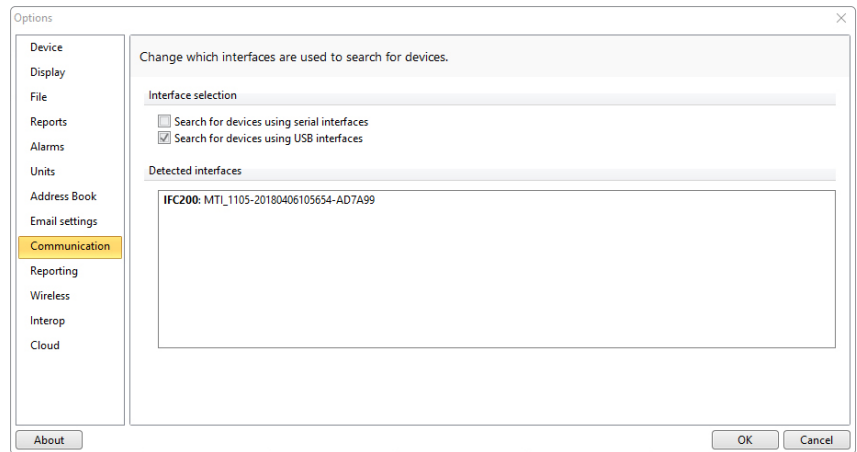 Options
Device
Display
File
Reports
Alarms
Units
Address Book
Email settings
Communication
Reporting
Wireless
Interop
Cloud
Change which interfaces are used to search for devices.
Interface selection
Search for devices using serial interfaces
Search for devices using USB interfaces
Detected interfaces
IFC200: MTI_1105-20180406105654-AD7A99
About
OK
Cancel